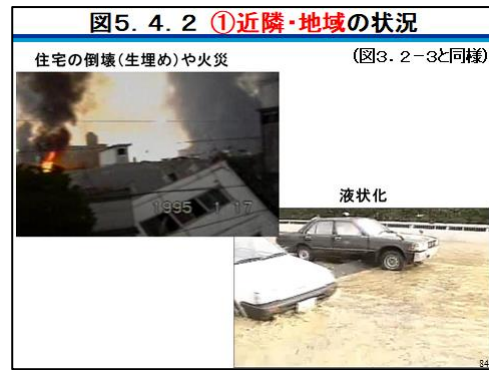 図5.4.2 ①近隣・地域の状況
住宅の倒壊(生埋め)や火災
(図3.2-3と同様)
1995 1 17
液状化
84